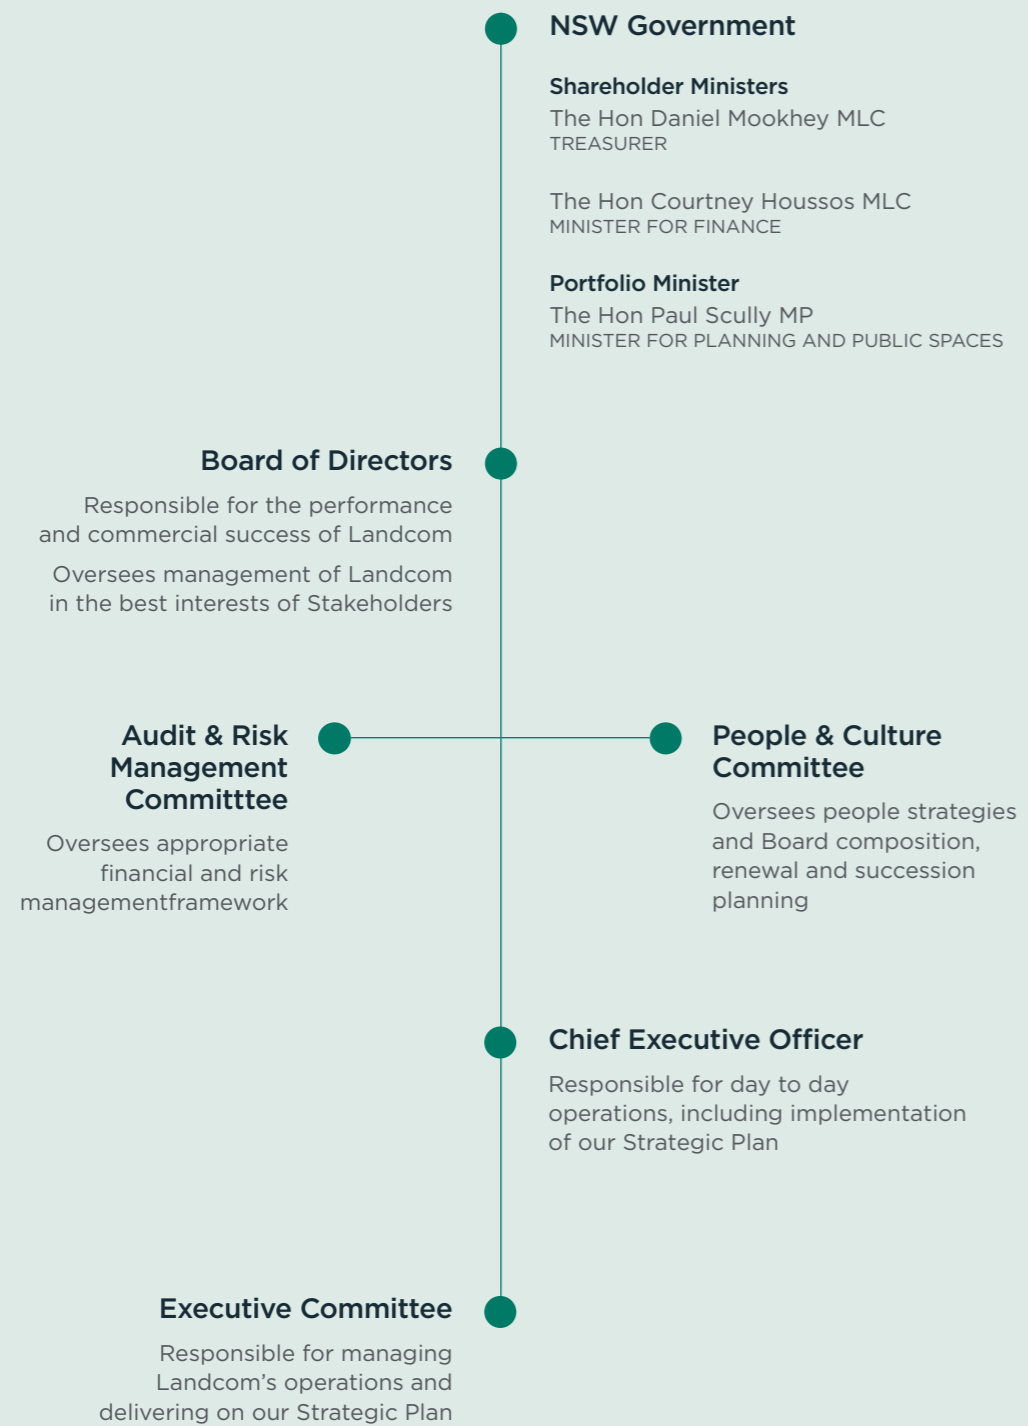 NSW Government
Shareholder Ministers
The Hon Daniel Mookhey MLC
TREASURER
The Hon Courtney Houssos MLC
MINISTER FOR FINANCE
Portfolio Minister
The Hon Paul Scully MP
MINISTER FOR PLANNING AND PUBLIC SPACES
Board of Directors
Responsible for the performance
and commercial success of Landcom
Oversees management of Landcom
in the best interests of Stakeholders
Audit & Risk
Management
Committtee
Oversees appropriate
financial and risk
managementframework
People & Culture
Committee
Oversees people strategies
and Board composition,
renewal and succession
planning
Chief Executive Officer
Responsible for day to day
operations, including implementation
of our Strategic Plan
Executive Committee
Responsible for managing
Landcom’s operations and
delivering on our Strategic Plan